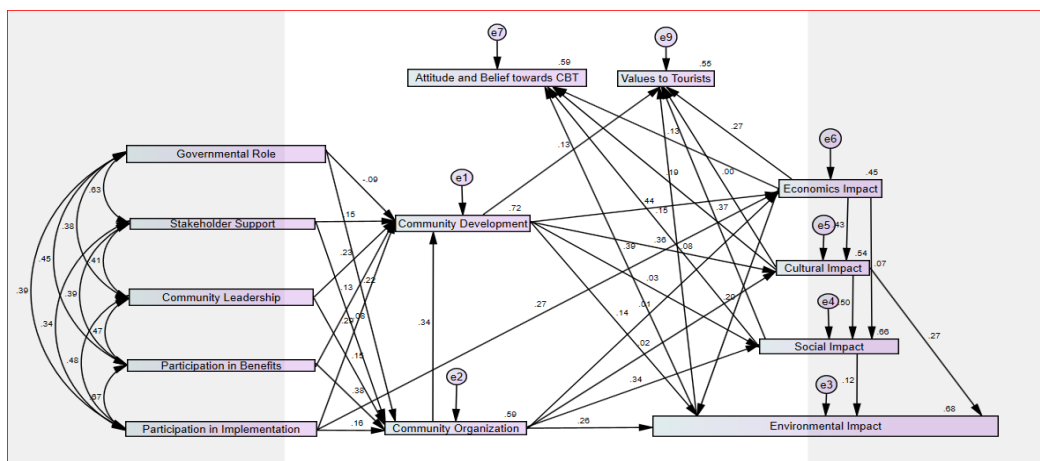 e7
e9
.59
.55
Attitude and Belief towards CBT
Values to Tourists
.13
.27
e6
.13
Governmental Role
.45
.63
-.09
e1
.19
.00
Economics Impact
.38
.72
.44
.15
.37
Stakeholder Support
.15
Community Development
e5
.43
.45
.41
.23
.39
.36
.08
.54
.07
Cultural Impact
.39
.39
.22
.27
.03
.20
e4
.50
.34
Community Leadership
.13
.29
.08
.01
.14
.66
.27
.47
.34
.02
Social Impact
.48
.15
Participation in Benefits
.38
e2
.34
.12
e3
.67
.59
.68
Participation in Implementation
.16
Community Organization
.26
Environmental Impact